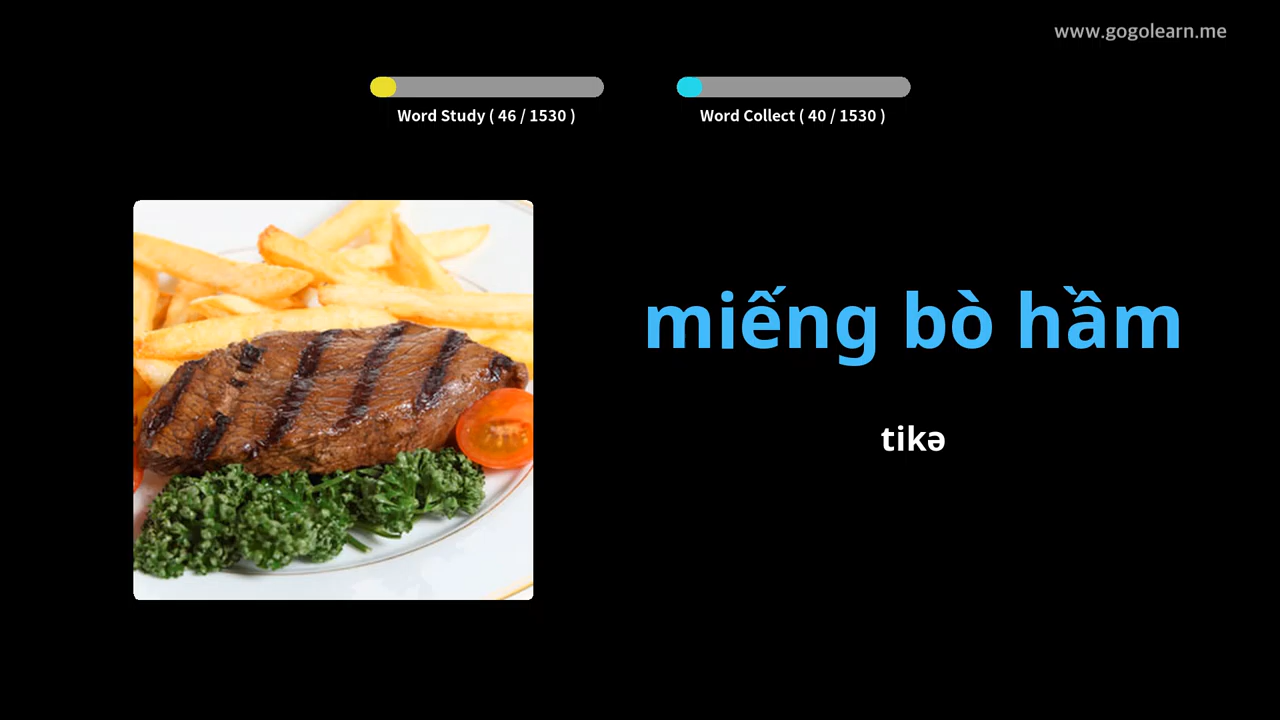 www.gogolearn.me
Word Study ( 46 / 1530 )
Word Collect ( 40 / 1530 )
miếng bò hầm
tikə